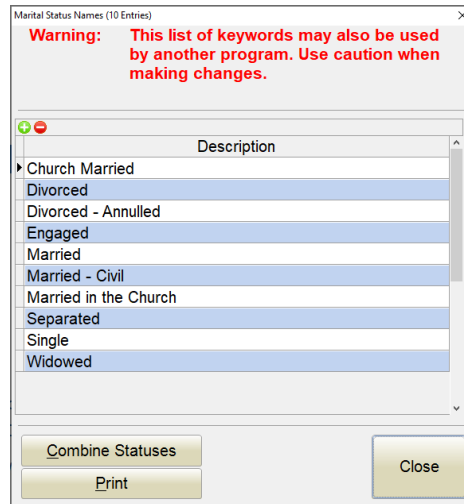 Marital Status Names (10 Entries)
Warning: This list of keywords may also be used
by another program. Use caution when
making changes.
Description
Church Married
Divorced
Divorced - Annulled
Engaged
Married
Married - Civil
Married in the Church
Separated
Single
Widowed
Combine Statuses
Print
Close